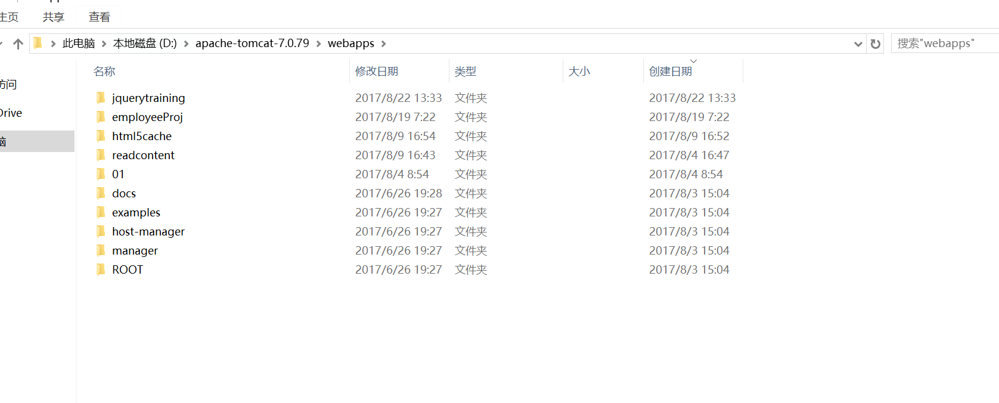 主页 共享 查看
此电脑 本地磁盘 (D:) apache-tomcat-7.0.79 webapps 搜索"webapps"
名称 修改日期 类型 大小 创建日期
访问
Drive
脑
jquerytraining 2017/8/22 13:33 文件夹 2017/8/22 13:33
employeeProj 2017/8/19 7:22 文件夹 2017/8/19 7:22
html5cache 2017/8/9 16:54 文件夹 2017/8/9 16:52
readcontent 2017/8/9 16:43 文件夹 2017/8/4 16:47
01 2017/8/4 8:54 文件夹 2017/8/4 8:54
docs 2017/6/26 19:28 文件夹 2017/8/3 15:04
examples 2017/6/26 19:27 文件夹 2017/8/3 15:04
host-manager 2017/6/26 19:27 文件夹 2017/8/3 15:04
manager 2017/6/26 19:27 文件夹 2017/8/3 15:04
ROOT 2017/6/26 19:27 文件夹 2017/8/3 15:04